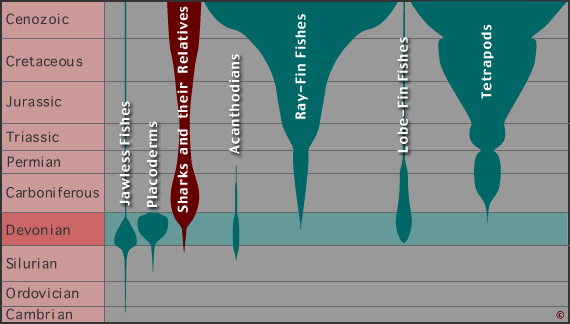 Cenozoic
Cretaceous
Jurassic
Triassic
Permian
Carboniferous
Devonian
Silurian
Ordovician
Cambrian
Jawless Fishes
Placoderms
Sharks and their Relatives
Acanthodians
Ray-Fin Fishes
Lobe-Fin Fishes
Tetrapods
©